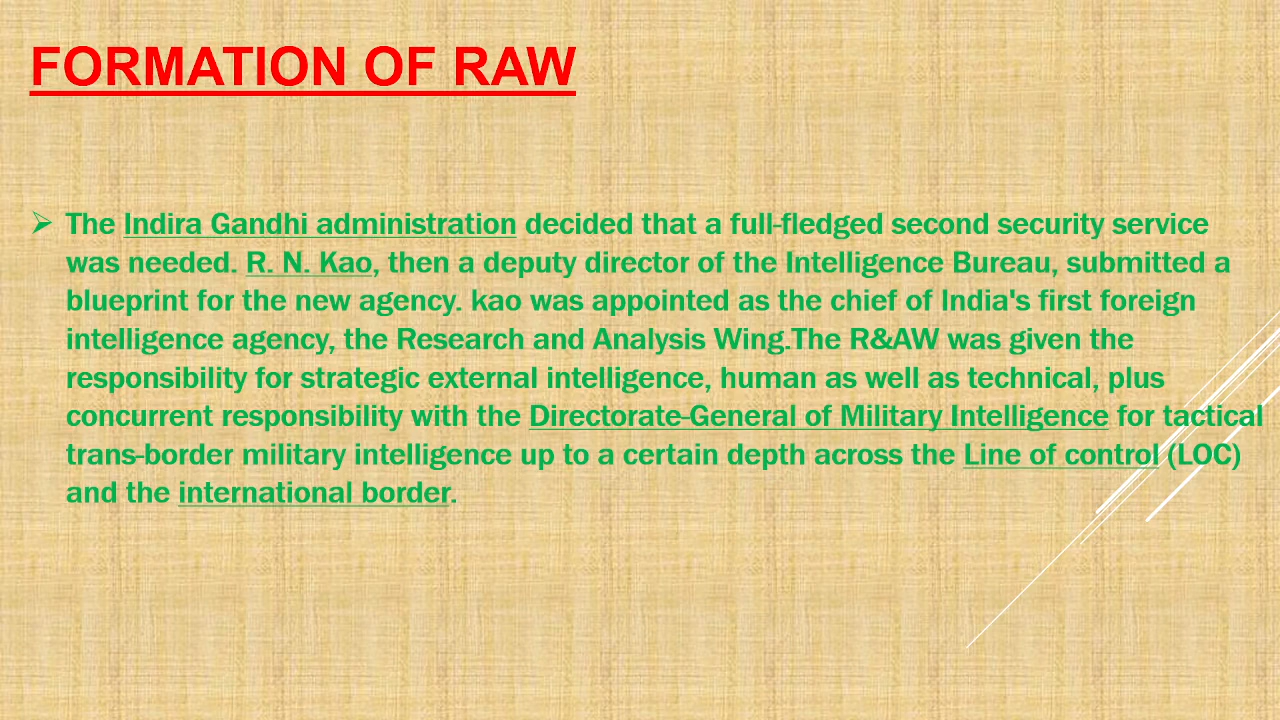 FORMATION OF RAW
➢ The Indira Gandhi administration decided that a full-fledged second security service
was needed. R. N. Kao, then a deputy director of the Intelligence Bureau, submitted a
blueprint for the new agency. kao was appointed as the chief of India's first foreign
intelligence agency, the Research and Analysis Wing.The R&AW was given the
responsibility for strategic external intelligence, human as well as technical, plus
concurrent responsibility with the Directorate-General of Military Intelligence for tactical
trans-border military intelligence up to a certain depth across the Line of control (LOC)
and the international border.